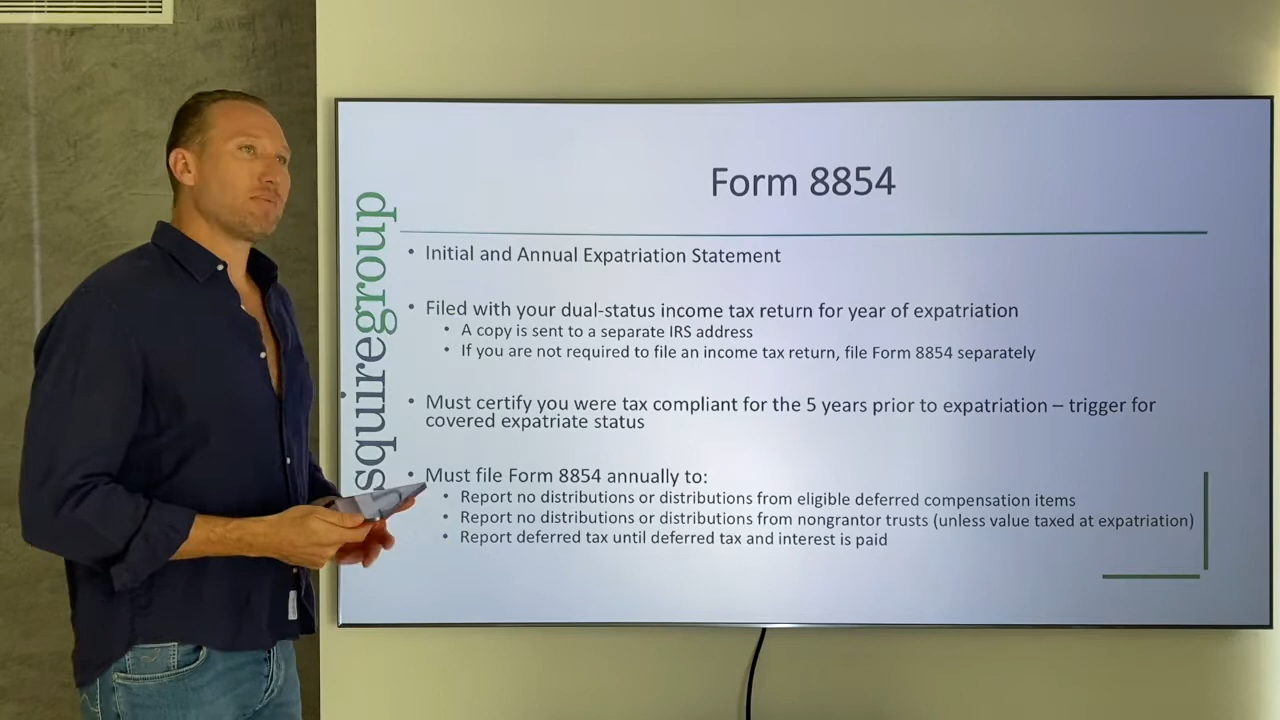 Form 8854
squiregroup
• Initial and Annual Expatriation Statement
• Filed with your dual-status income tax return for year of expatriation
• A copy is sent to a separate IRS address
• If you are not required to file an income tax return, file Form 8854 separately
• Must certify you were tax compliant for the 5 years prior to expatriation – trigger for
covered expatriate status
• Must file Form 8854 annually to:
• Report no distributions or distributions from eligible deferred compensation items
• Report no distributions or distributions from nongrantor trusts (unless value taxed at expatriation)
• Report deferred tax until deferred tax and interest is paid